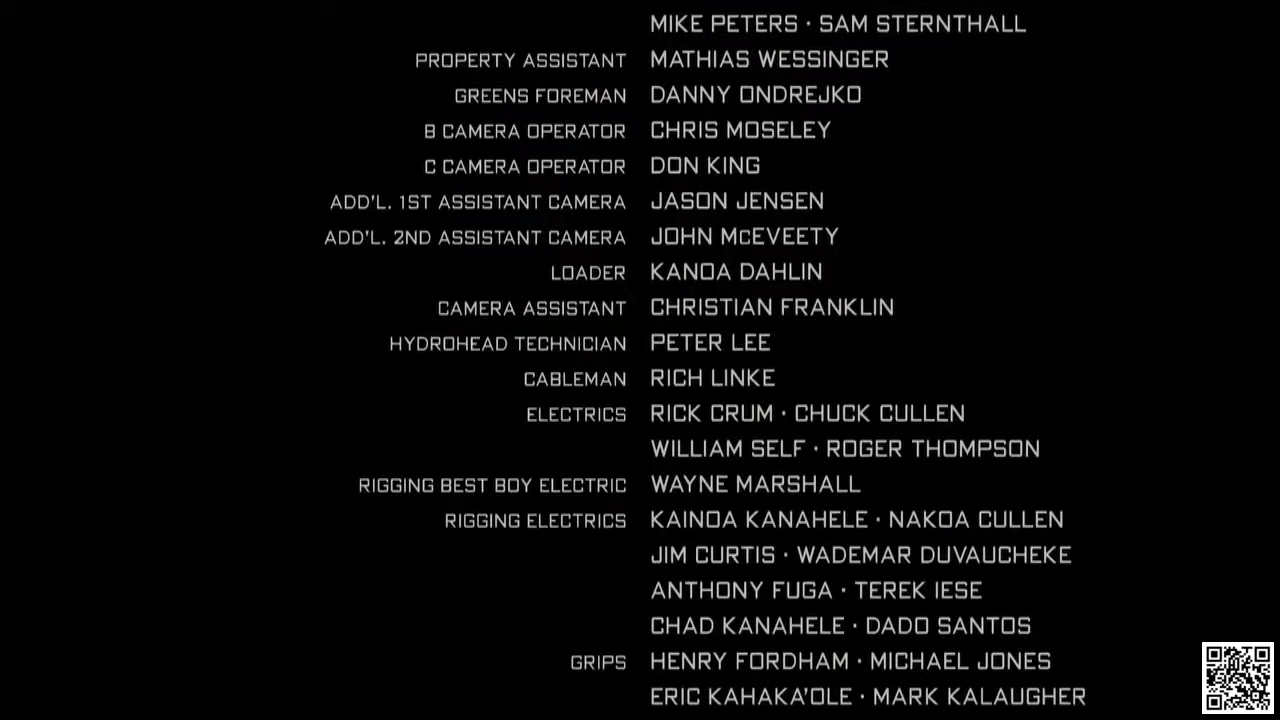 MIKE PETERS · SAM STERNTHALL
PROPERTY ASSISTANT MATHIAS WESSINGER
GREENS FOREMAN DANNY ONDREJKO
B CAMERA OPERATOR CHRIS MOSELEY
C CAMERA OPERATOR DON KING
ADD'L. 1ST ASSISTANT CAMERA JASON JENSEN
ADD'L. 2ND ASSISTANT CAMERA JOHN McEVEETY
LOADER KANOA DAHLIN
CAMERA ASSISTANT CHRISTIAN FRANKLIN
HYDROHEAD TECHNICIAN PETER LEE
CABLEMAN RICH LINKE
ELECTRICS RICK CRUM · CHUCK CULLEN
WILLIAM SELF · ROGER THOMPSON
RIGGING BEST BOY ELECTRIC WAYNE MARSHALL
RIGGING ELECTRICS KAINOA KANAHELE · NAKOA CULLEN
JIM CURTIS · WADEMAR DUVAUCHEKE
ANTHONY FUGA · TEREK IESE
CHAD KANAHELE · DADO SANTOS
GRIPS HENRY FORDHAM · MICHAEL JONES
ERIC KAHAKA'OLE · MARK KALAUGHER